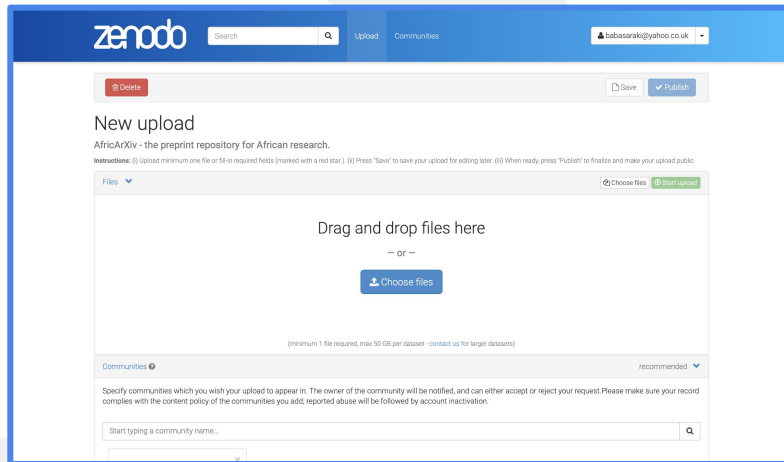 zenodo
Search
Upload
Communities
babasaraki@yahoo.co.uk
Delete
Save
Publish
New upload
AfricArXiv - the preprint repository for African research.
Instructions: (i) Upload minimum one file or fill-in required fields (marked with a red star ). (ii) Press "Save" to save your upload for editing later. (iii) When ready, press "Publish" to finalize and make your upload public.
Files
Choose files
Start upload
Drag and drop files here
— or —
Choose files
(minimum 1 file required, max 50 GB per dataset - contact us for larger datasets)
Communities
recommended
Specify communities which you wish your upload to appear in. The owner of the community will be notified, and can either accept or reject your request.Please make sure your record
complies with the content policy of the communities you add; reported abuse will be followed by account inactivation.
Start typing a community name...